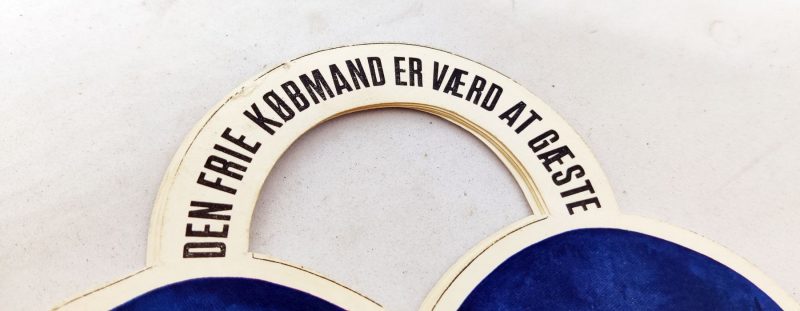 DEN FRIE KØBMAND ER VÆRD AT GÆSTE